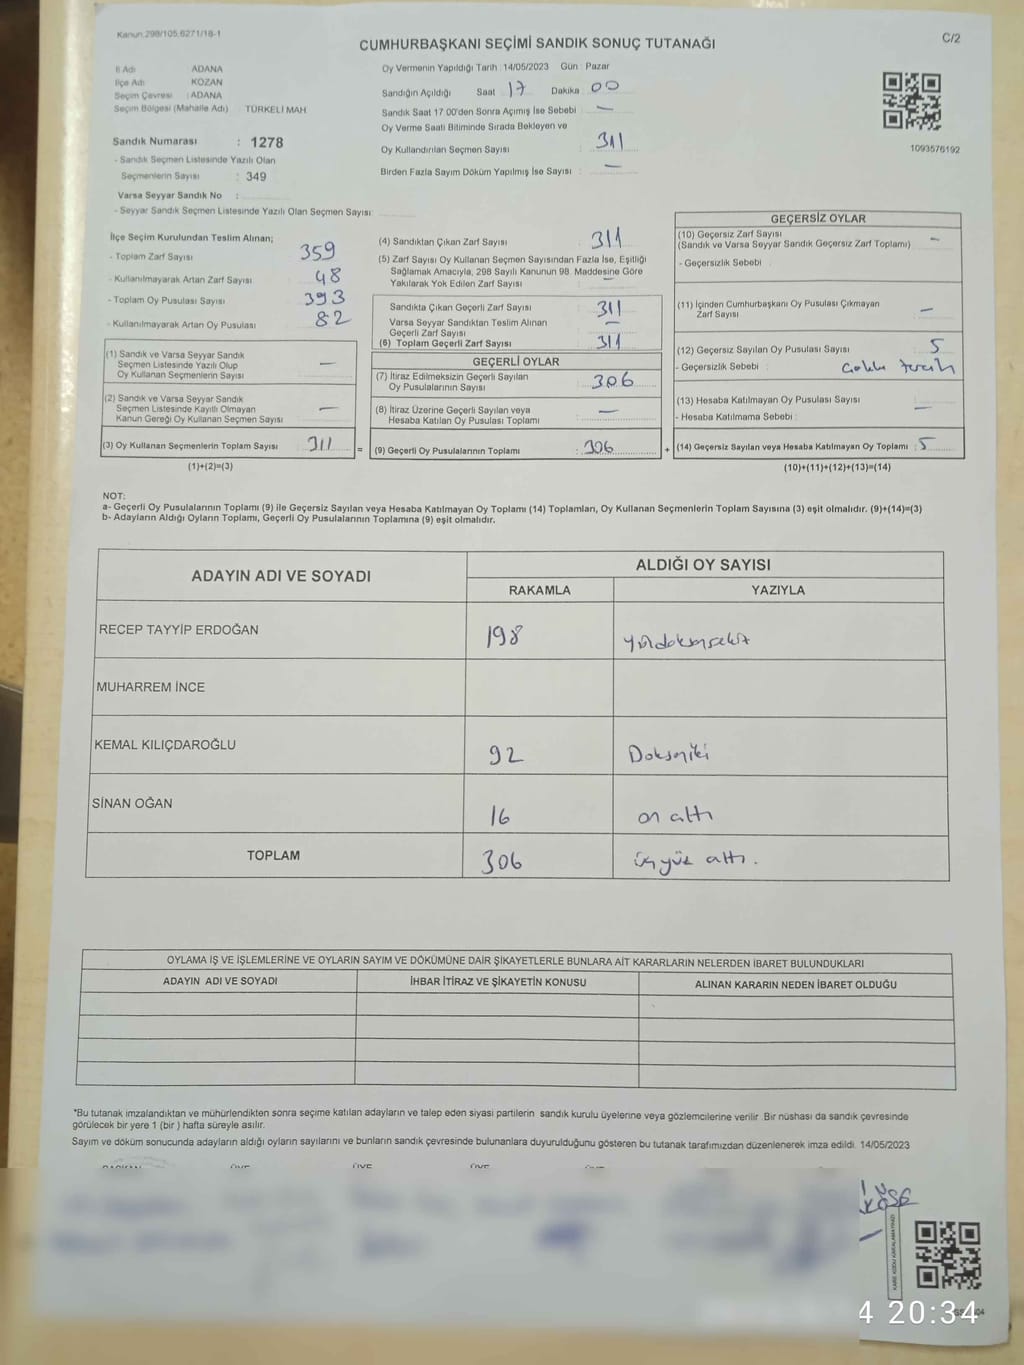 Kanun.298/105.6271/18-1
C/2
CUMHURBAŞKANI SEÇİMİ SANDIK SONUÇ TUTANAĞI
İl Adı ADANA
İlçe Adı KOZAN
Seçim Çevresi : ADANA
Seçim Bölgesi (Mahalle Adı) TÜRKELİ MAH
Sandık Numarası : 1278
- Sandık Seçmen Listesinde Yazılı Olan
Seçmenlerin Sayısı : 349
Varsa Seyyar Sandık No :
- Seyyar Sandık Seçmen Listesinde Yazılı Olan Seçmen Sayısı:
Oy Vermenin Yapıldığı Tarih : 14/05/2023 Gün : Pazar
Sandığın Açıldığı Saat 17 Dakika 00
Sandık Saat 17:00'den Sonra Açılmış İse Sebebi : —
Oy Verme Saati Bitiminde Sırada Bekleyen ve
Oy Kullandırılan Seçmen Sayısı : 311
Birden Fazla Sayım Döküm Yapılmış İse Sayısı : —
1093576192
İlçe Seçim Kurulundan Teslim Alınan;
- Toplam Zarf Sayısı 359
- Kullanılmayarak Artan Zarf Sayısı 48
- Toplam Oy Pusulası Sayısı 393
- Kullanılmayarak Artan Oy Pusulası 82
(1) Sandık ve Varsa Seyyar Sandık
Seçmen Listesinde Yazılı Olup
Oy Kullanan Seçmenlerin Sayısı —
(2) Sandık ve Varsa Seyyar Sandık
Seçmen Listesinde Kayıtlı Olmayan
Kanun Gereği Oy Kullanan Seçmen Sayısı —
(3) Oy Kullanan Seçmenlerin Toplam Sayısı 311
(1)+(2)=(3)
(4) Sandıktan Çıkan Zarf Sayısı : 311
(5) Zarf Sayısı Oy Kullanan Seçmen Sayısından Fazla İse, Eşitliği
Sağlamak Amacıyla, 298 Sayılı Kanunun 98. Maddesine Göre
Yakılarak Yok Edilen Zarf Sayısı : —
Sandıkta Çıkan Geçerli Zarf Sayısı : 311
Varsa Seyyar Sandıktan Teslim Alınan
Geçerli Zarf Sayısı —
(6) Toplam Geçerli Zarf Sayısı 311
GEÇERLİ OYLAR
(7) İtiraz Edilmeksizin Geçerli Sayılan
Oy Pusulalarının Sayısı : 306
(8) İtiraz Üzerine Geçerli Sayılan veya
Hesaba Katılan Oy Pusulası Toplamı —
= (9) Geçerli Oy Pusulalarının Toplamı : 306
GEÇERSİZ OYLAR
(10) Geçersiz Zarf Sayısı
(Sandık ve Varsa Seyyar Sandık Geçersiz Zarf Toplamı) —
- Geçersizlik Sebebi :
(11) İçinden Cumhurbaşkanı Oy Pusulası Çıkmayan
Zarf Sayısı —
(12) Geçersiz Sayılan Oy Pusulası Sayısı : 5
- Geçersizlik Sebebi : Çoklu tercih
(13) Hesaba Katılmayan Oy Pusulası Sayısı : —
- Hesaba Katılmama Sebebi :
+ (14) Geçersiz Sayılan veya Hesaba Katılmayan Oy Toplamı : 5
(10)+(11)+(12)+(13)=(14)
NOT:
a- Geçerli Oy Pusulalarının Toplamı (9) ile Geçersiz Sayılan veya Hesaba Katılmayan Oy Toplamı (14) Toplamları, Oy Kullanan Seçmenlerin Toplam Sayısına (3) eşit olmalıdır. (9)+(14)=(3)
b- Adayların Aldığı Oyların Toplamı, Geçerli Oy Pusulalarının Toplamına (9) eşit olmalıdır.
ADAYIN ADI VE SOYADI ALDIĞI OY SAYISI
RAKAMLA YAZIYLA
RECEP TAYYİP ERDOĞAN 198 yüzdoksansekiz
MUHARREM İNCE
KEMAL KILIÇDAROĞLU 92 Doksaniki
SİNAN OĞAN 16 on altı
TOPLAM 306 üçyüz altı.
OYLAMA İŞ VE İŞLEMLERİNE VE OYLARIN SAYIM VE DÖKÜMÜNE DAİR ŞİKAYETLERLE BUNLARA AİT KARARLARIN NELERDEN İBARET BULUNDUKLARI
ADAYIN ADI VE SOYADI İHBAR İTİRAZ VE ŞİKAYETİN KONUSU ALINAN KARARIN NEDEN İBARET OLDUĞU
*Bu tutanak imzalandıktan ve mühürlendikten sonra seçime katılan adayların ve talep eden siyasi partilerin sandık kurulu üyelerine veya gözlemcilerine verilir. Bir nüshası da sandık çevresinde
görülecek bir yere 1 (bir) hafta süreyle asılır.
Sayım ve döküm sonucunda adayların aldığı oyların sayılarını ve bunların sandık çevresinde bulunanlara duyurulduğunu gösteren bu tutanak tarafımızdan düzenlenerek imza edildi. 14/05/2023
BAŞKAN ÜYE ÜYE ÜYE ÜYE
KÖSE
KARE KODU KARALAMAYINIZ!
4 20:34